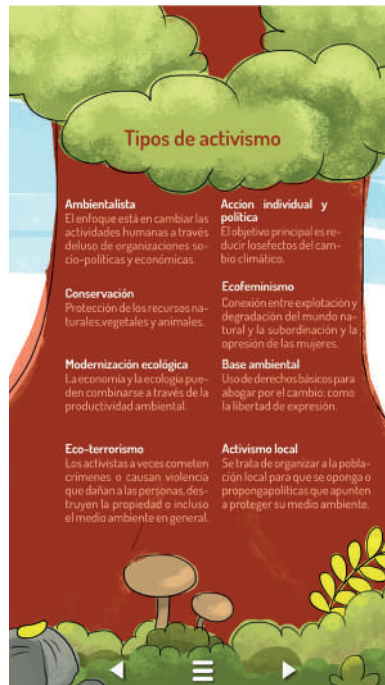 Tipos de activismo
Ambientalista
El enfoque está en cambiar las
actividades humanas a través
deluso de organizaciones so-
cio-políticas y económicas.
Conservación
Protección de los recursos na-
turales,vegetales y animales.
Modernización ecológica
La economía y la ecología pue-
den combinarse a través de la
productividad ambiental.
Eco-terrorismo
Los activistas a veces cometen
crimenes o causan violencia
que dañan a las personas, des-
truyen la propiedad o incluso
el medio ambiente en general.
Accion individual y
política
El objetivo principal es re-
ducir losefectos del cam-
bio climático.
Ecofeminismo
Conexión entre explotación y
degradación del mundo na-
tural y la subordinación y la
opresión de las mujeres.
Base ambiental
Uso de derechos básicos para
abogar por el cambio: como
la libertad de expresión.
Activismo local
Se trata de organizar a la pobla-
ción local para que se oponga o
propongapolíticas que apunten
a proteger su medio ambiente.